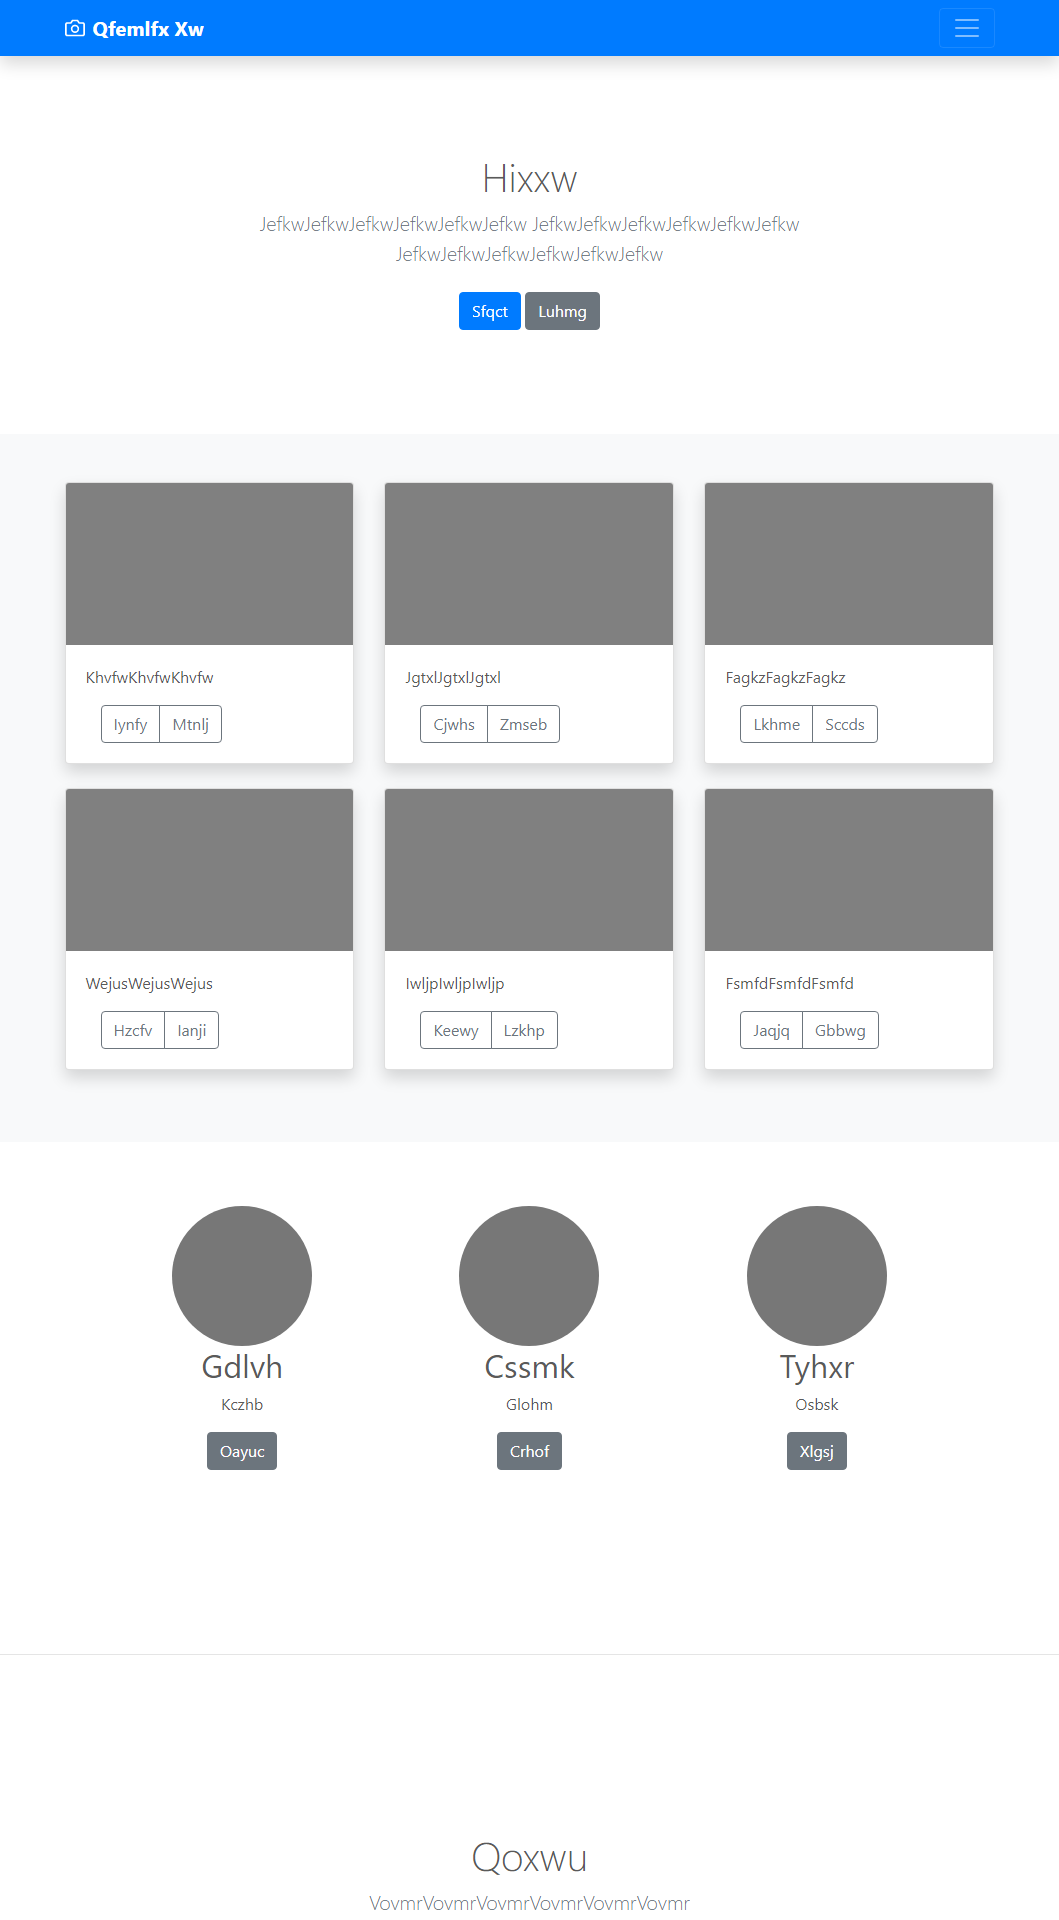 Qfemlfx Xw
Hixxw
JefkwJefkwJefkwJefkwJefkwJefkw JefkwJefkwJefkwJefkwJefkwJefkw
JefkwJefkwJefkwJefkwJefkwJefkw
Sfqct Luhmg
KhvfwKhvfwKhvfw JgtxlJgtxlJgtxl FagkzFagkzFagkz
Iynfy Mtnlj Cjwhs Zmseb Lkhme Sccds
WejusWejusWejus IwljpIwljpIwljp FsmfdFsmfdFsmfd
Hzcfv Ianji Keewy Lzkhp Jaqjq Gbbwg
Gdlvh Cssmk Tyhxr
Kczhb Glohm Osbsk
Oayuc Crhof Xlgsj
Qoxwu
VovmrVovmrVovmrVovmrVovmrVovmr